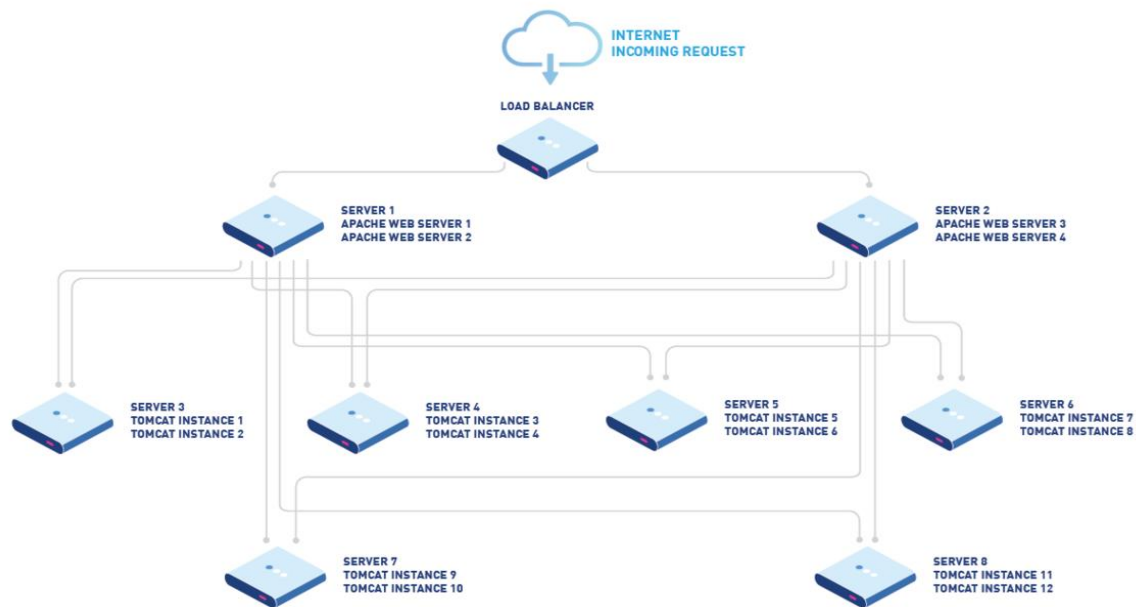 INTERNET
INCOMING REQUEST
LOAD BALANCER
SERVER 1
APACHE WEB SERVER 1
APACHE WEB SERVER 2
SERVER 2
APACHE WEB SERVER 3
APACHE WEB SERVER 4
SERVER 3
TOMCAT INSTANCE 1
TOMCAT INSTANCE 2
SERVER 4
TOMCAT INSTANCE 3
TOMCAT INSTANCE 4
SERVER 5
TOMCAT INSTANCE 5
TOMCAT INSTANCE 6
SERVER 6
TOMCAT INSTANCE 7
TOMCAT INSTANCE 8
SERVER 7
TOMCAT INSTANCE 9
TOMCAT INSTANCE 10
SERVER 8
TOMCAT INSTANCE 11
TOMCAT INSTANCE 12